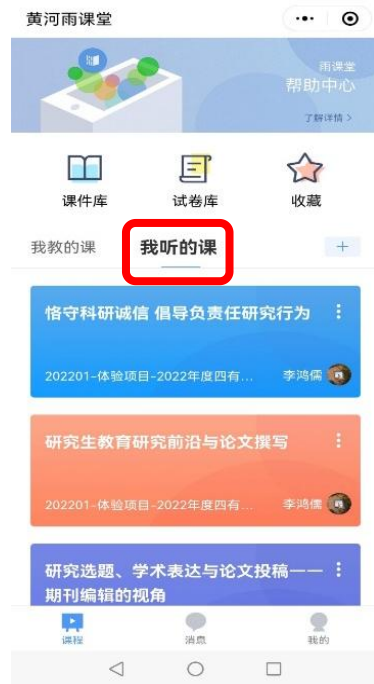 黄河雨课堂
雨课堂
帮助中心
了解详情 >
课件库 试卷库 收藏
我教的课 我听的课 +
恪守科研诚信 倡导负责任研究行为
202201-体验项目-2022年度四有... 李鸿儒
研究生教育研究前沿与论文撰写
202201-体验项目-2022年度四有... 李鸿儒
研究选题、学术表达与论文投稿——
期刊编辑的视角
课程 消息 我的